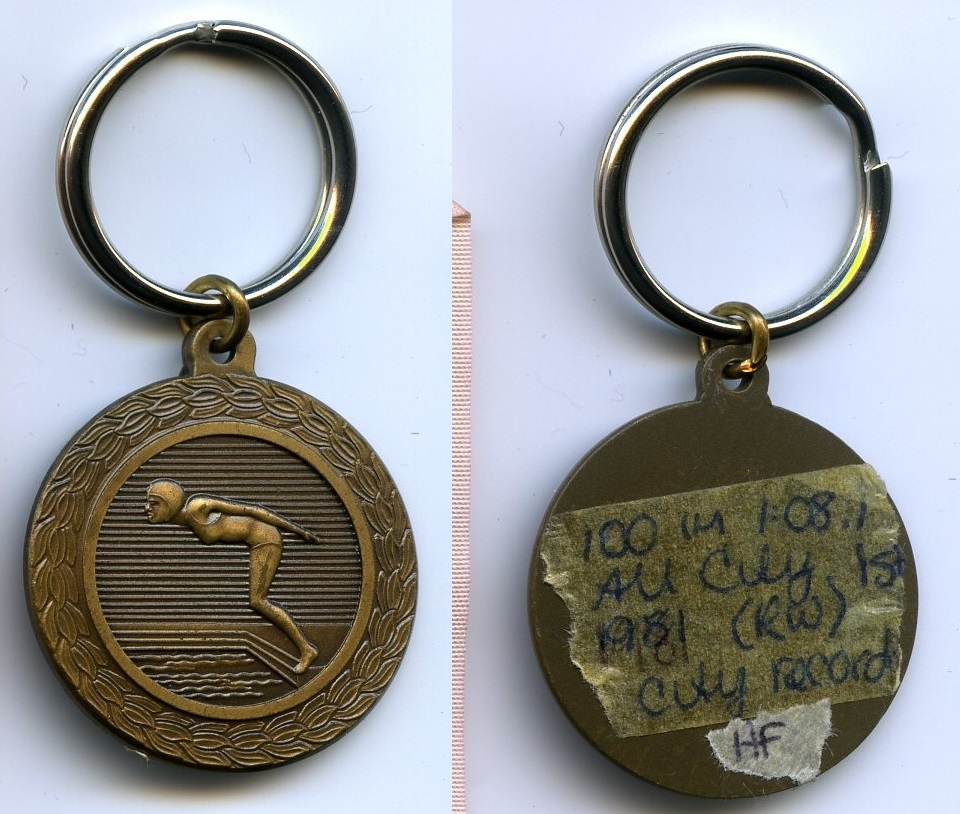 100 IM 1:08.1
All City, 1st
1981 (RW)
City record
HF